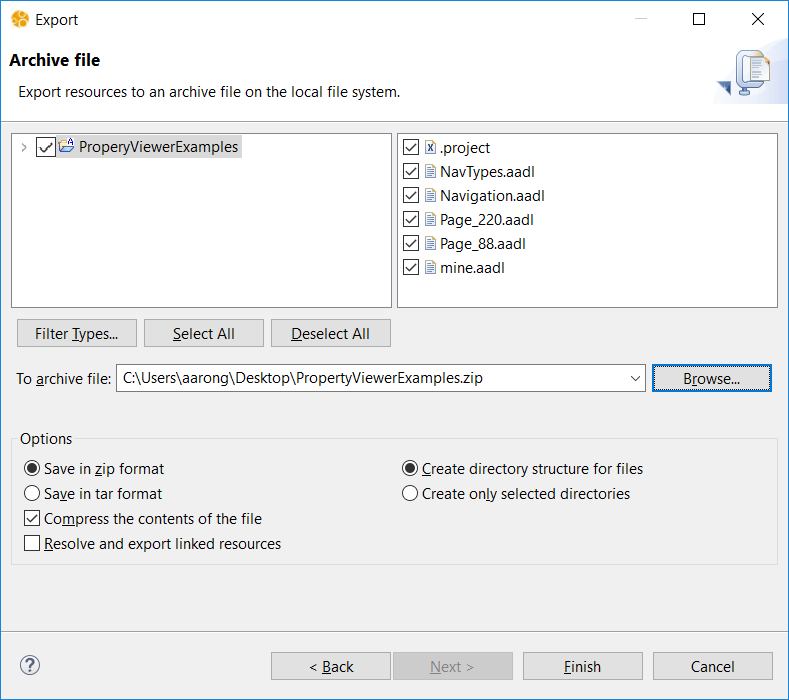 Export
Archive file
Export resources to an archive file on the local file system.
ProperyViewerExamples
.project
NavTypes.aadl
Navigation.aadl
Page_220.aadl
Page_88.aadl
mine.aadl
Filter Types...
Select All
Deselect All
To archive file:
C:\Users\aarong\Desktop\PropertyViewerExamples.zip
Browse...
Options
Save in zip format
Create directory structure for files
Save in tar format
Create only selected directories
Compress the contents of the file
Resolve and export linked resources
?
< Back
Next >
Finish
Cancel